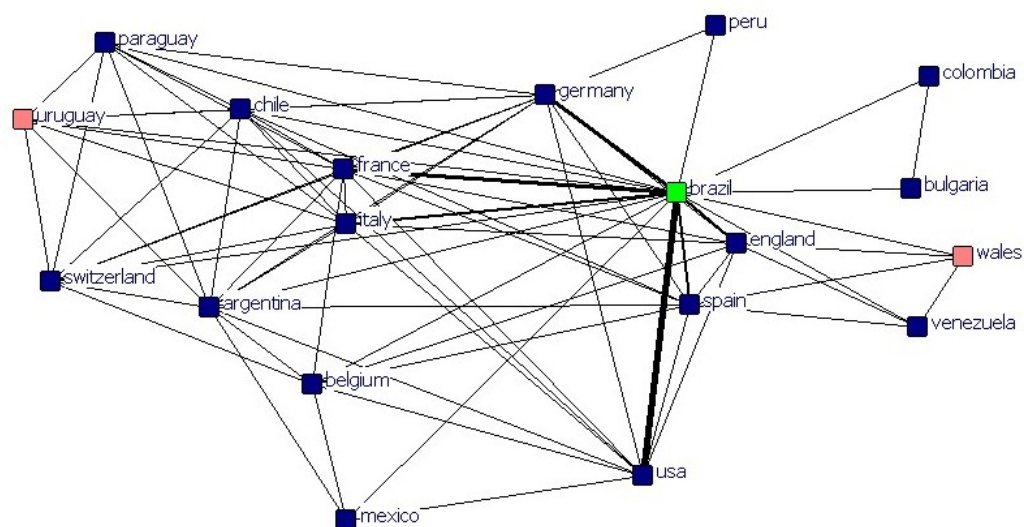 peru
paraguay
colombia
germany
chile
uruguay
france
brazil
bulgaria
italy
england
wales
switzerland
argentina
spain
venezuela
belgium
usa
mexico